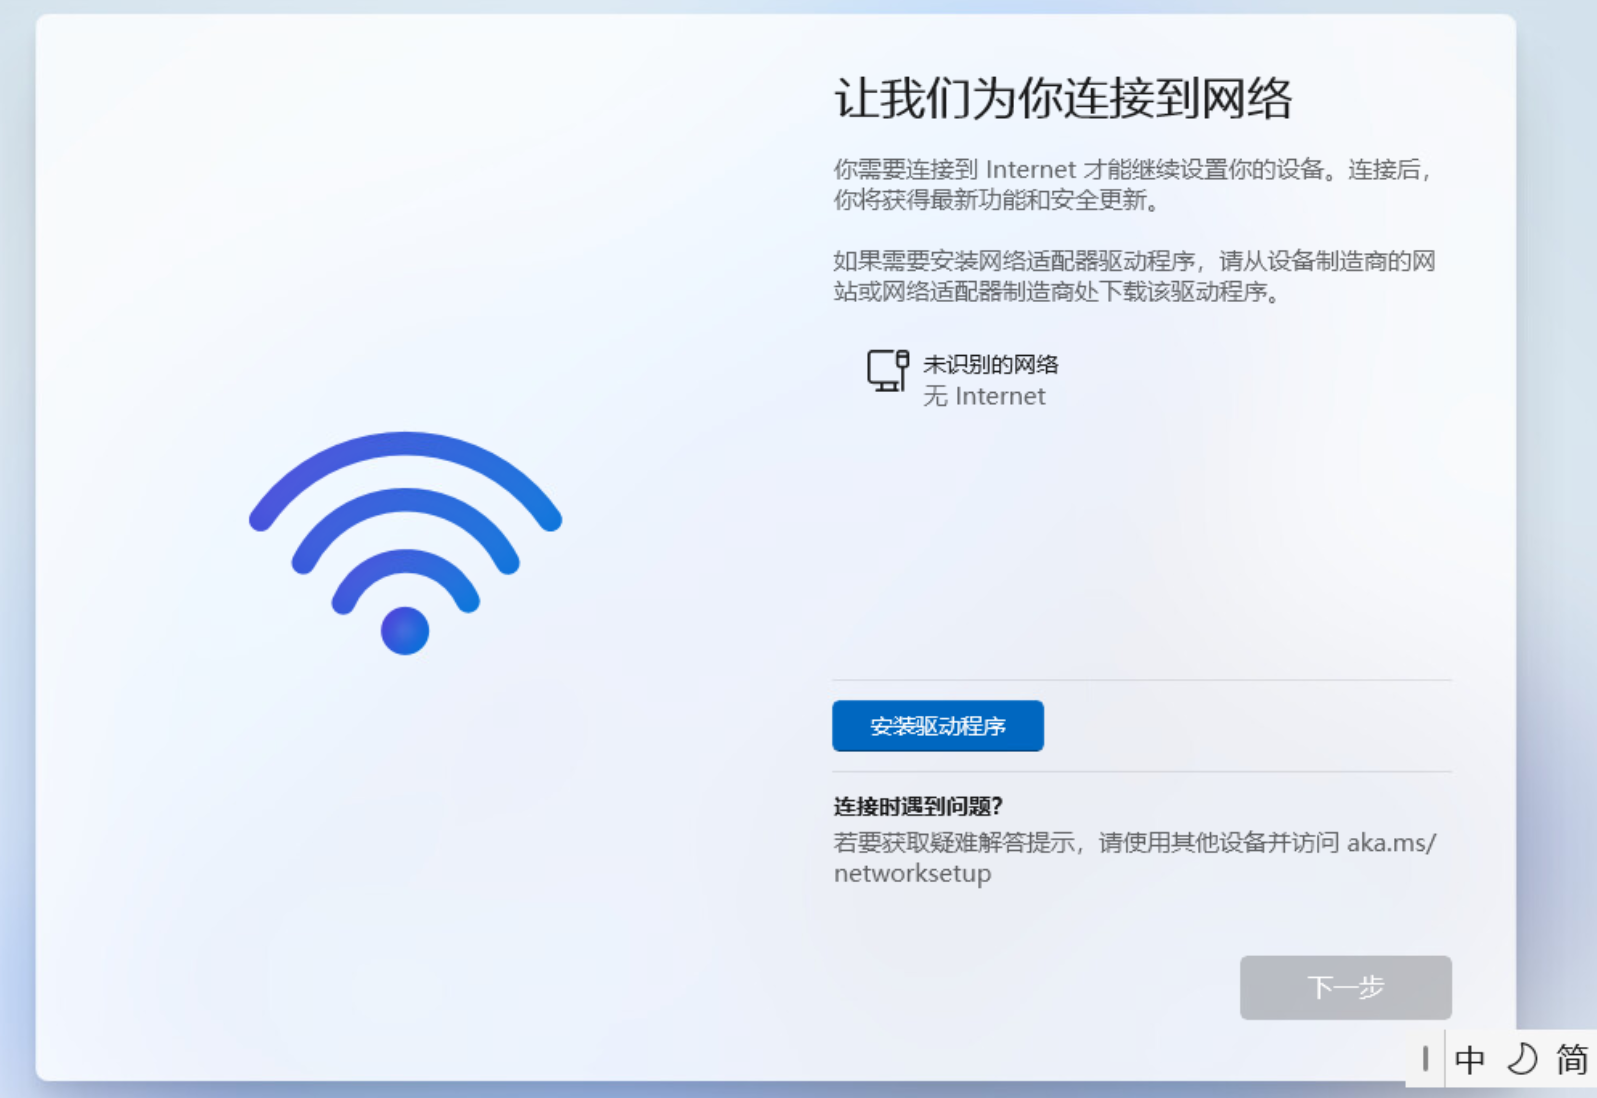 让我们为你连接到网络
你需要连接到 Internet 才能继续设置你的设备。连接后，
你将获得最新功能和安全更新。
如果需要安装网络适配器驱动程序，请从设备制造商的网
站或网络适配器制造商处下载该驱动程序。
未识别的网络
无 Internet
安装驱动程序
连接时遇到问题?
若要获取疑难解答提示，请使用其他设备并访问 aka.ms/
networksetup
下一步
中 简